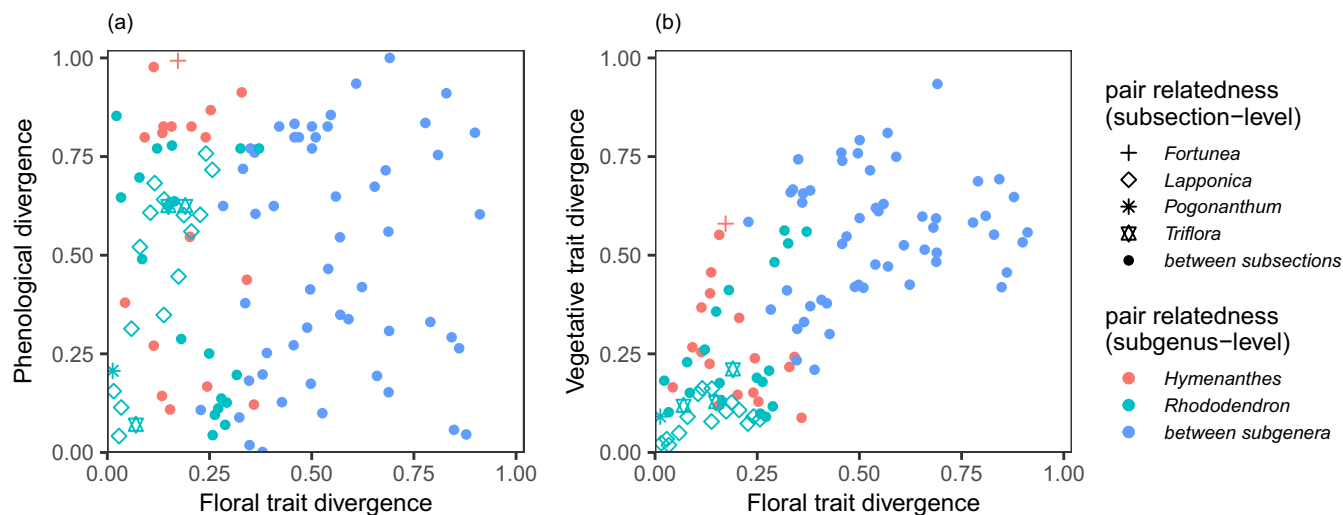 (a)
Phenological divergence
1.00
0.75
0.50
0.25
0.00
0.00 0.25 0.50 0.75 1.00
Floral trait divergence
(b)
Vegetative trait divergence
1.00
0.75
0.50
0.25
0.00
0.00 0.25 0.50 0.75 1.00
Floral trait divergence
pair relatedness
(subsection−level)
Fortunea
Lapponica
Pogonanthum
Triflora
between subsections
pair relatedness
(subgenus−level)
Hymenanthes
Rhododendron
between subgenera